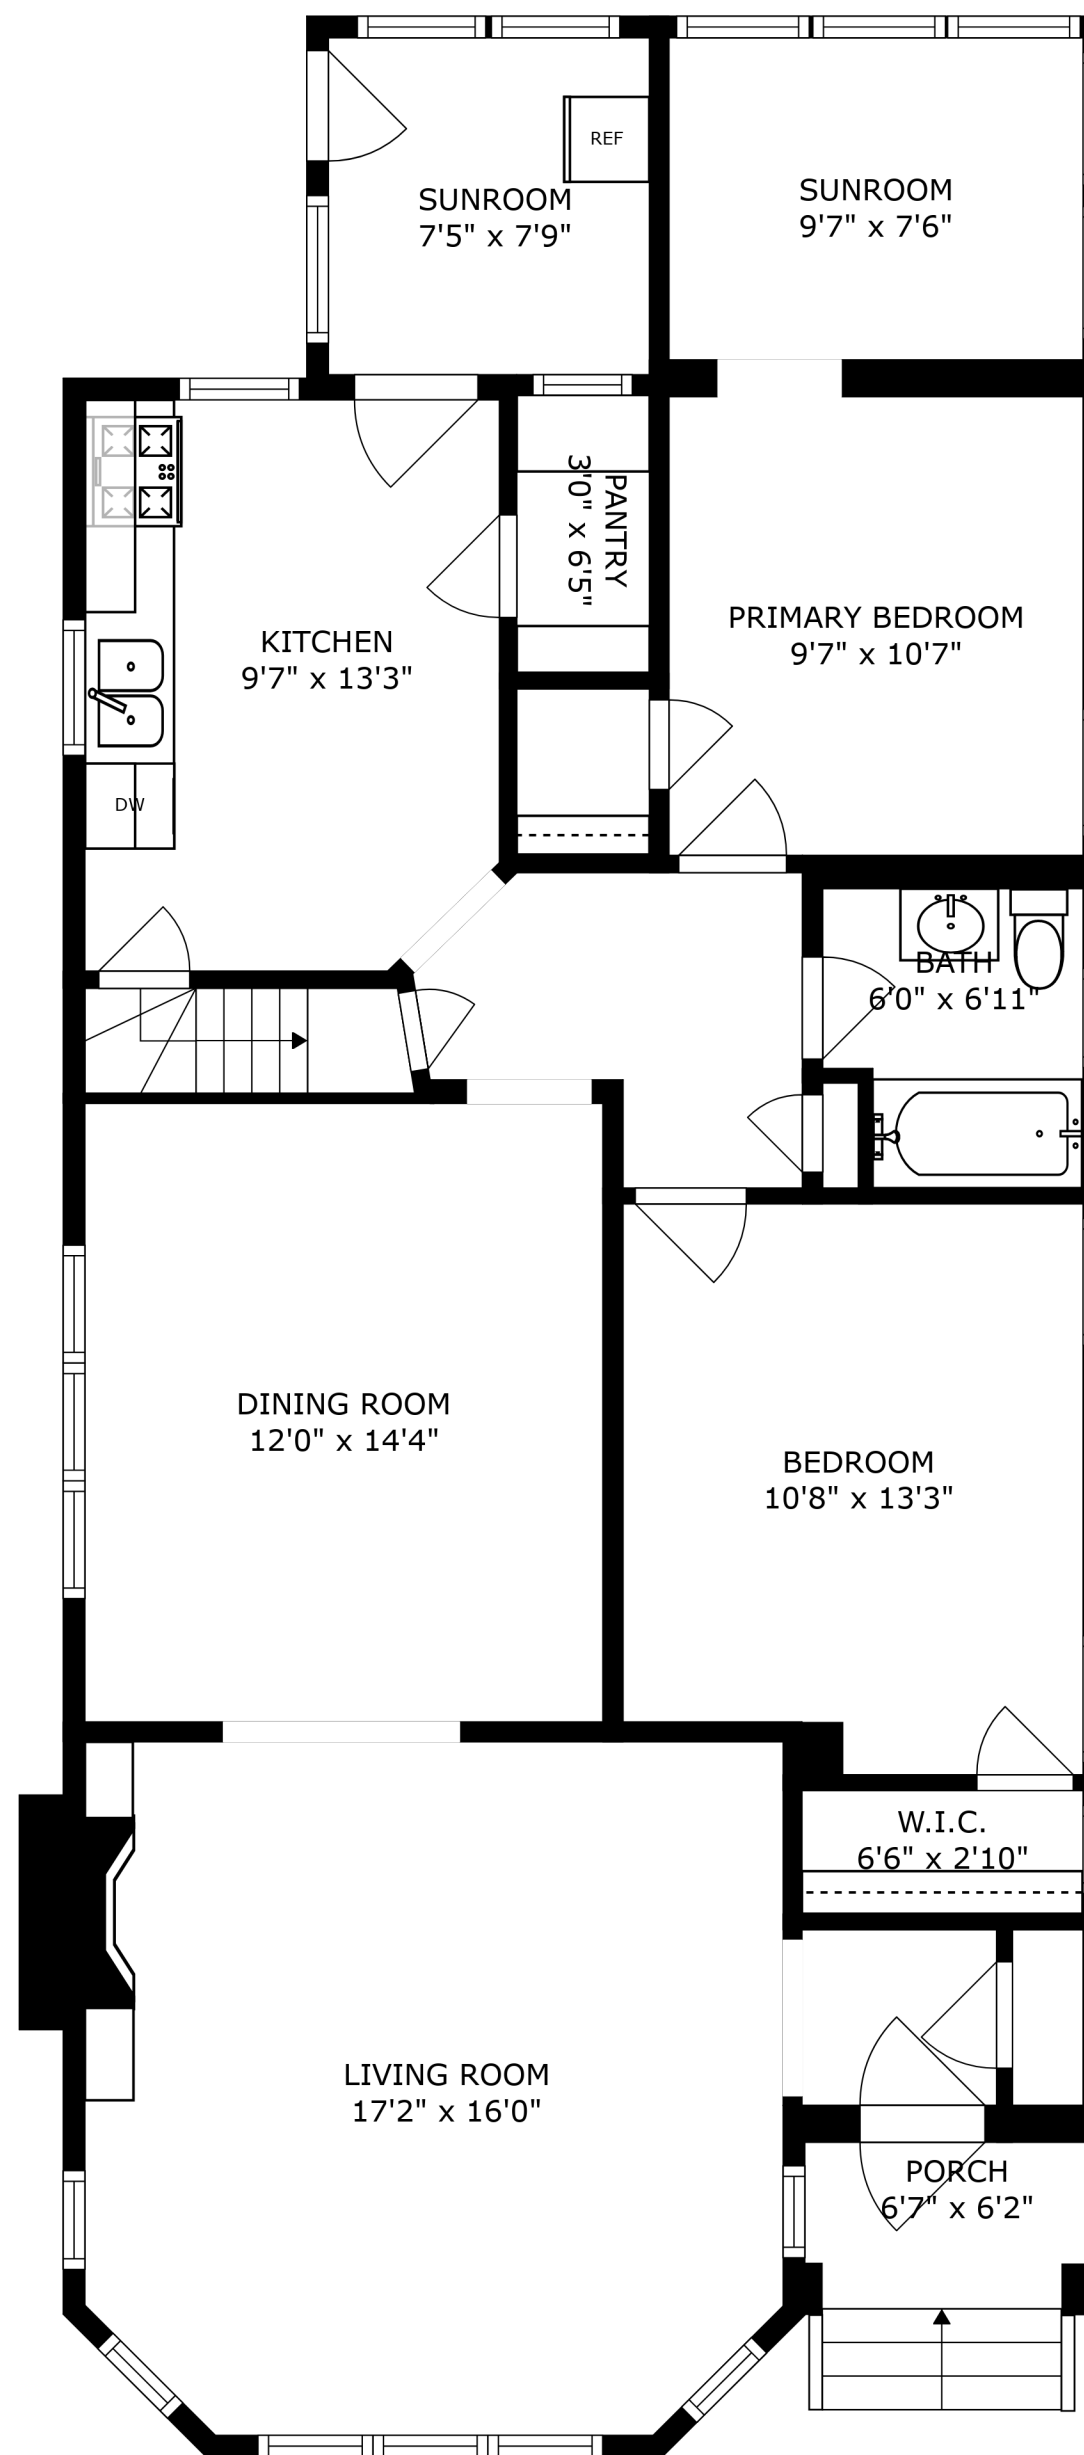 REF
SUNROOM
7'5" x 7'9"
SUNROOM
9'7" x 7'6"
PANTRY
3'0" x 6'5"
KITCHEN
9'7" x 13'3"
PRIMARY BEDROOM
9'7" x 10'7"
DW
BATH
6'0" x 6'11"
DINING ROOM
12'0" x 14'4"
BEDROOM
10'8" x 13'3"
W.I.C.
6'6" x 2'10"
LIVING ROOM
17'2" x 16'0"
PORCH
6'7" x 6'2"